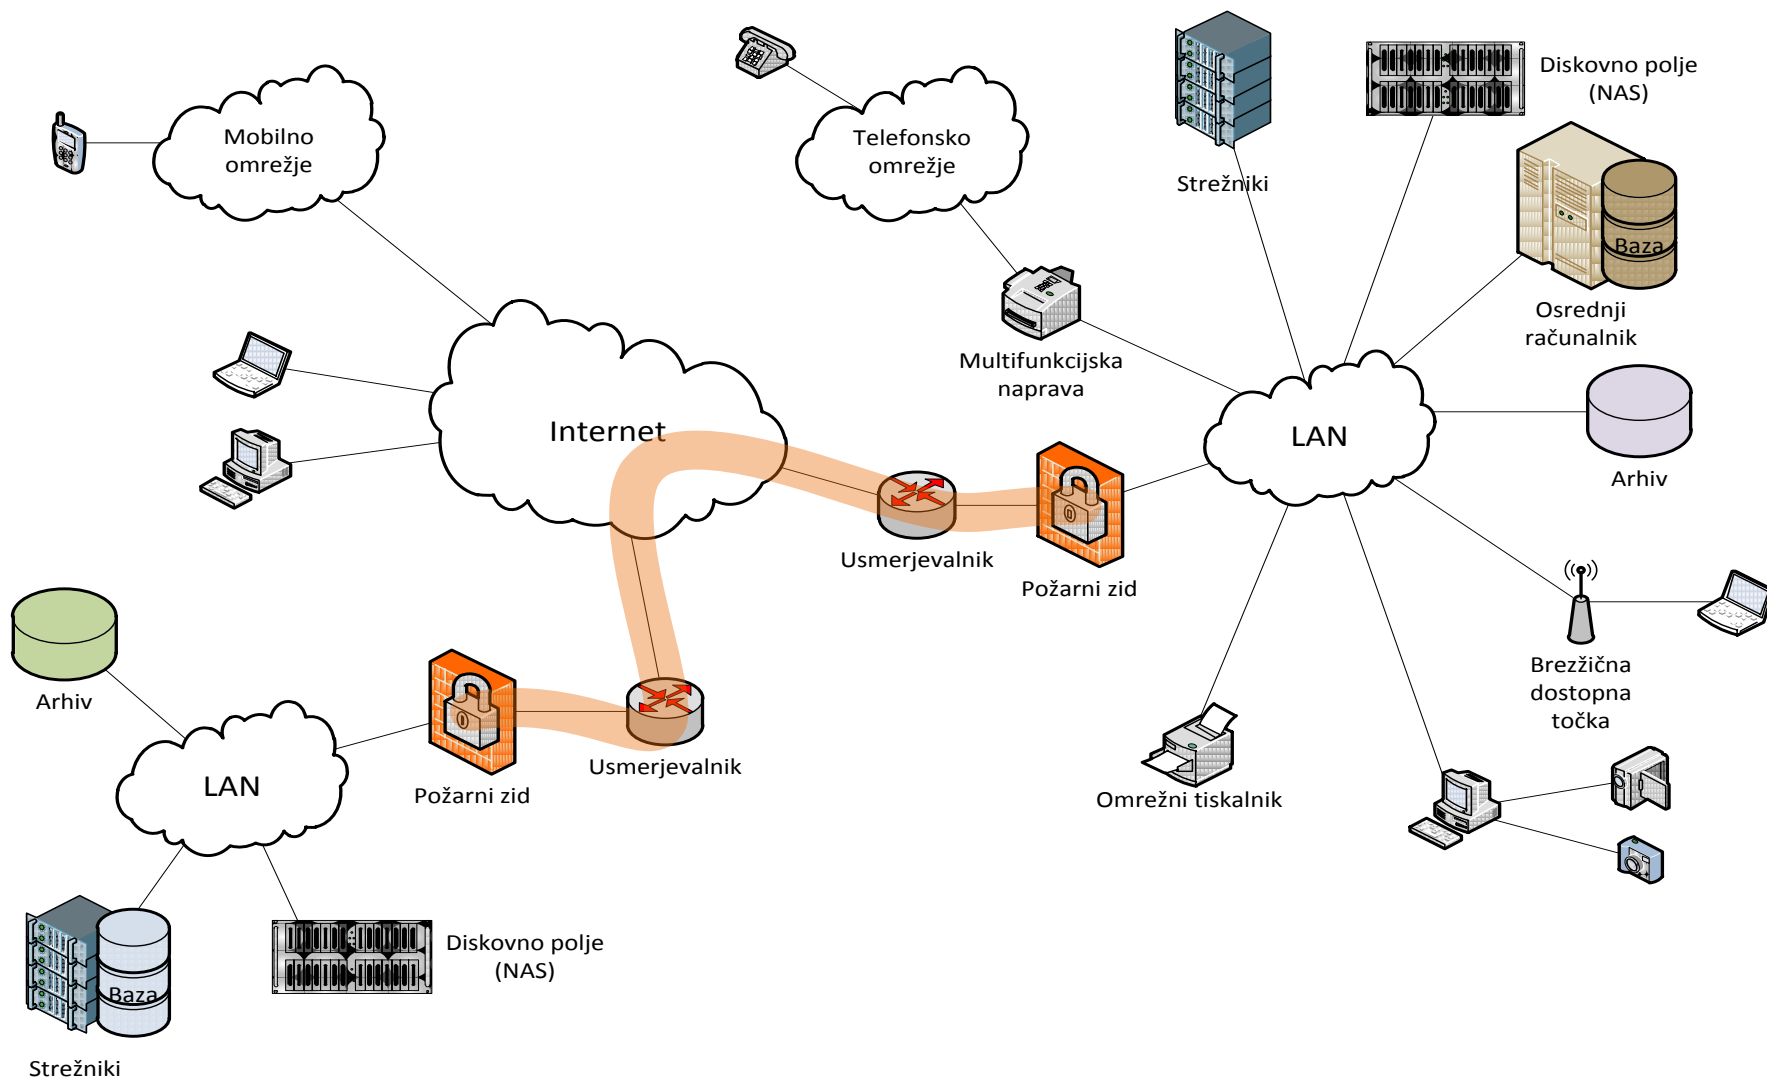 Mobilno
omrežje
Telefonsko
omrežje
Strežniki
Diskovno polje
(NAS)
Baza
Osrednji
računalnik
Multifunkcijska
naprava
Internet
LAN
Arhiv
Usmerjevalnik
Požarni zid
Brezžična
dostopna
točka
Omrežni tiskalnik
Arhiv
LAN
Požarni zid
Usmerjevalnik
Diskovno polje
(NAS)
Baza
Strežniki